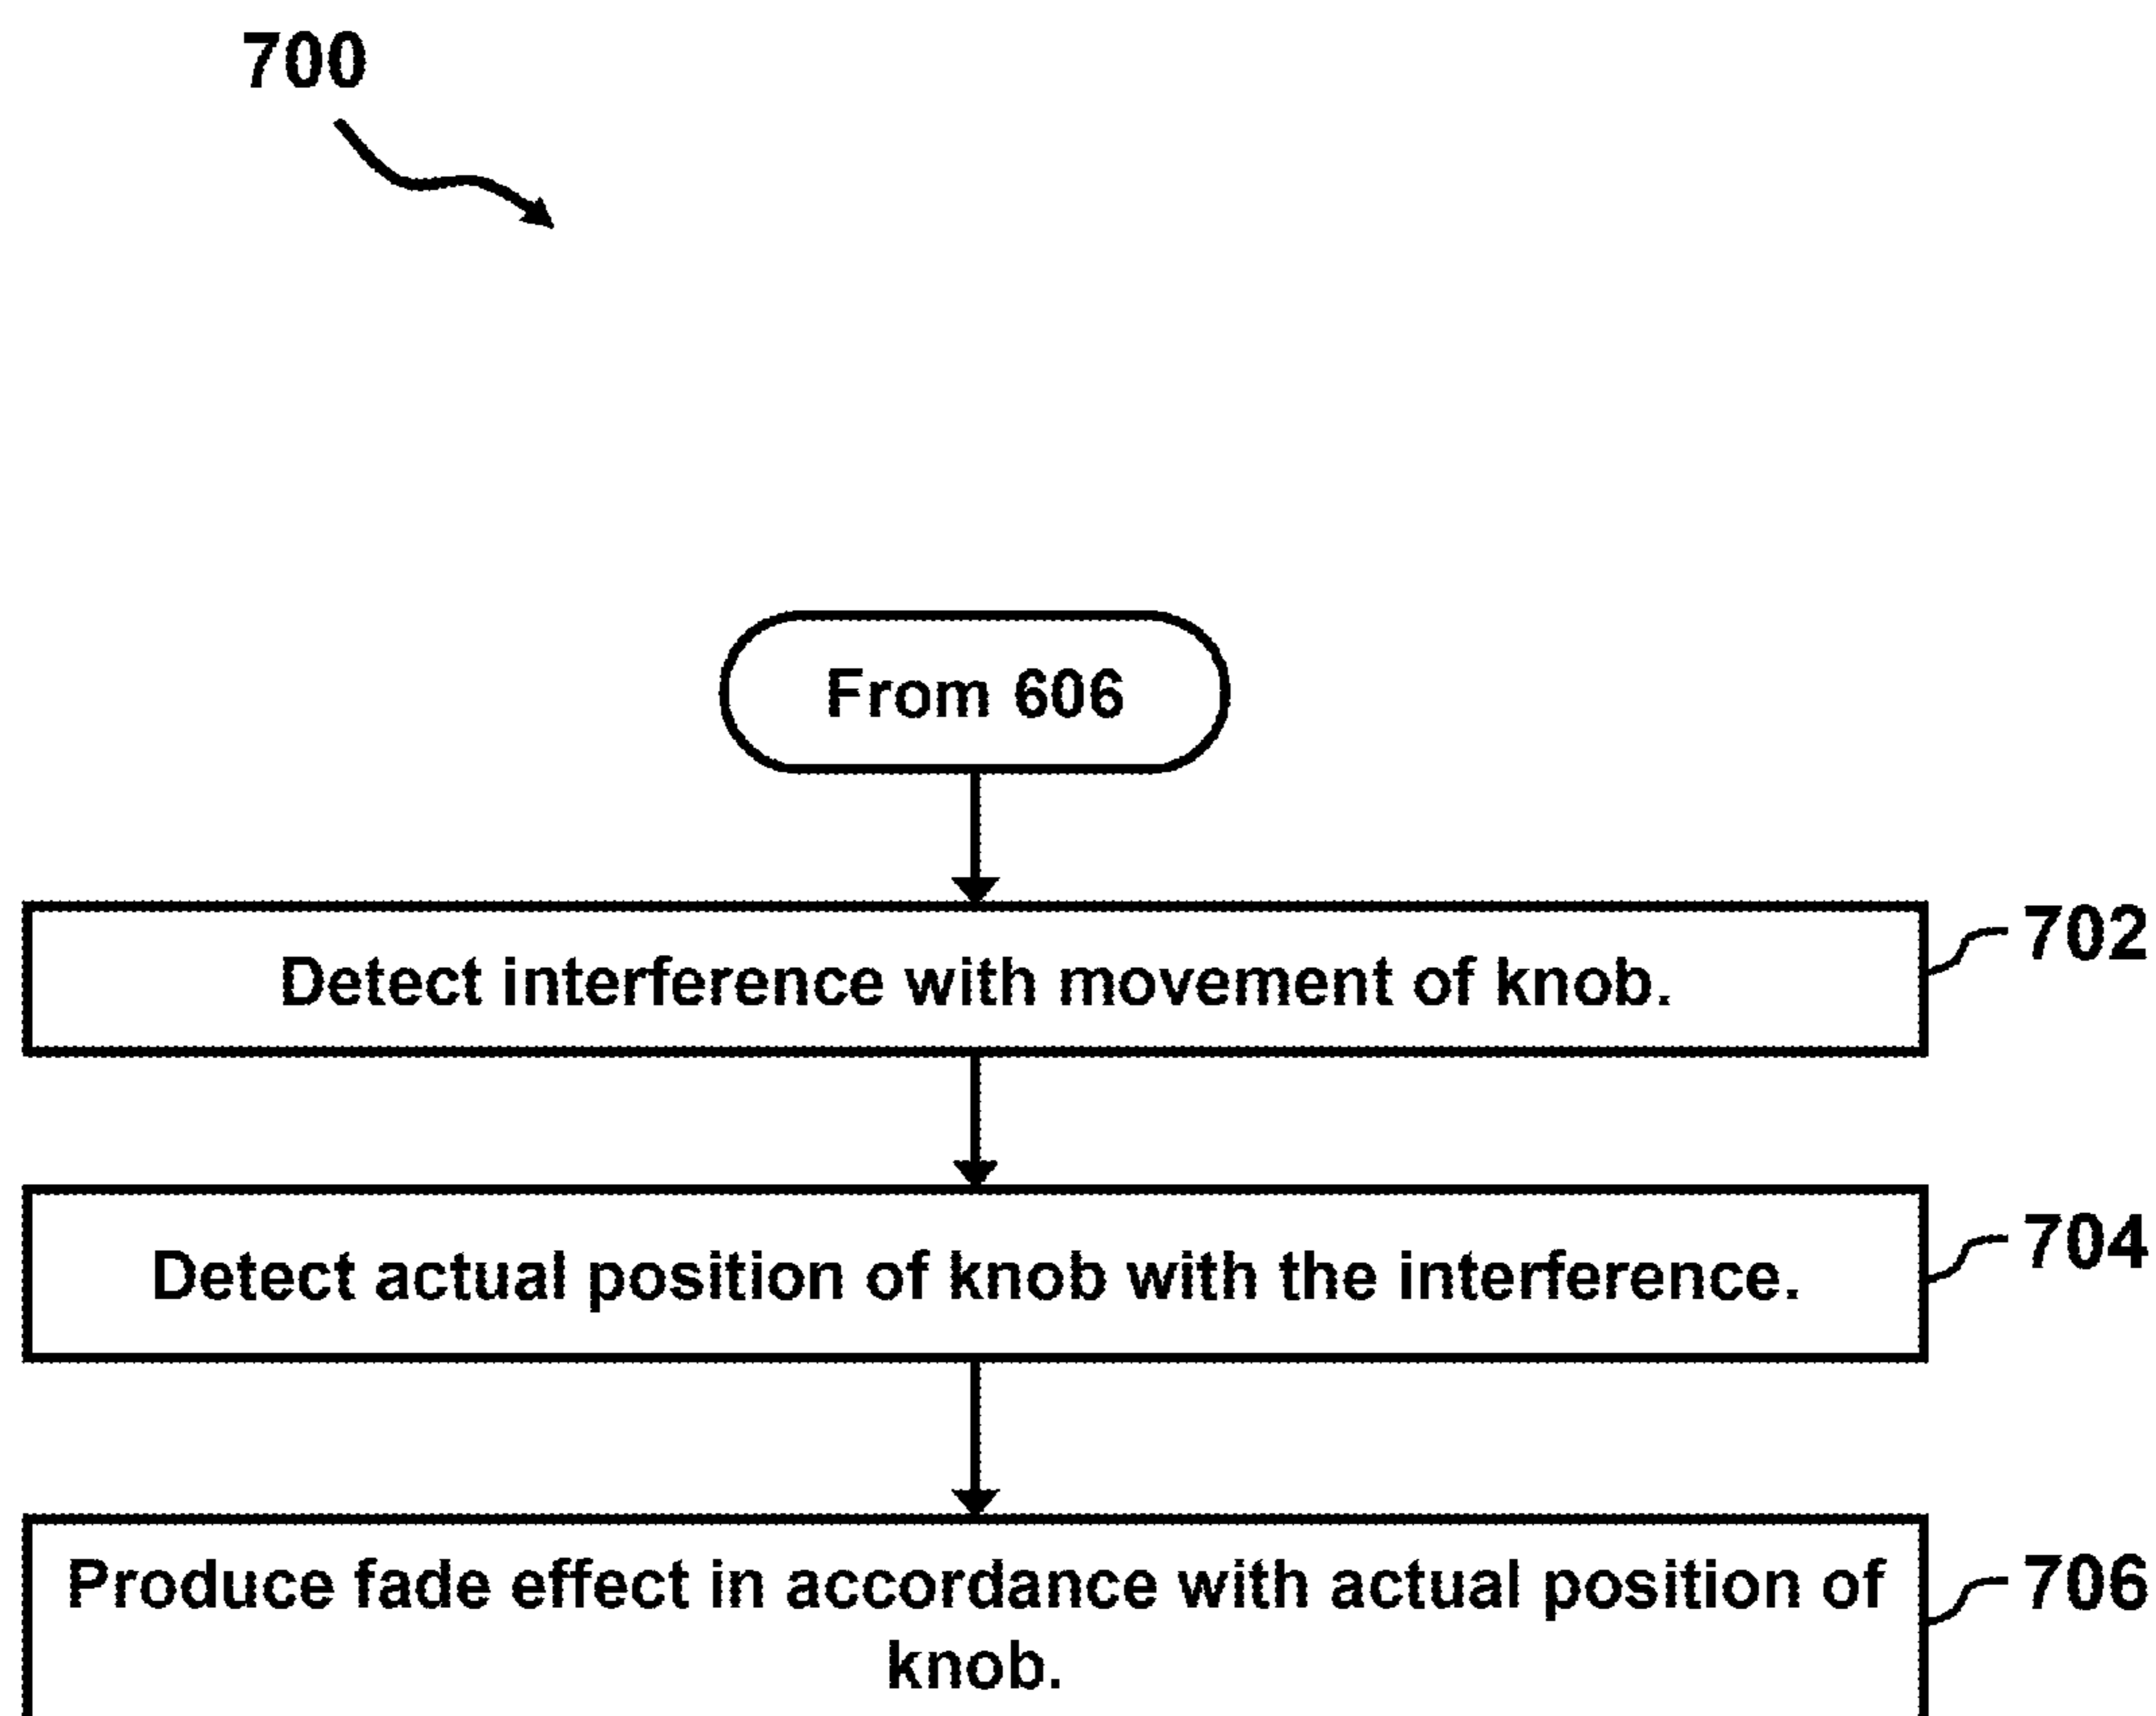 700
From 606
Detect interference with movement of knob.
702
Detect actual position of knob with the interference.
704
Produce fade effect in accordance with actual position of
knob.
706